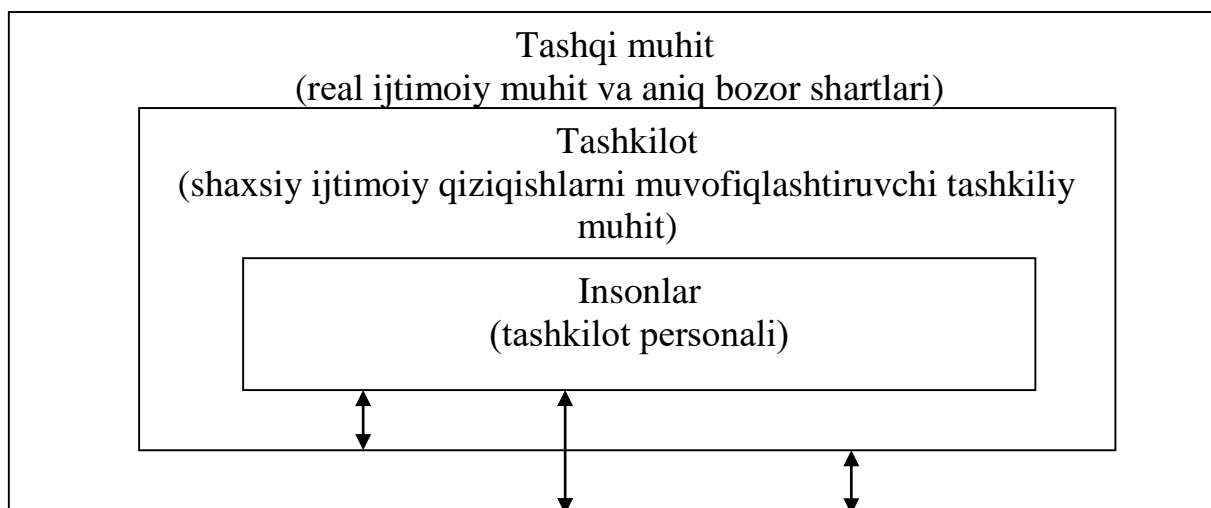 Tashqi muhit
(real ijtimoiy muhit va aniq bozor shartlari)
Tashkilot
(shaxsiy ijtimoiy qiziqishlarni muvofiqlashtiruvchi tashkiliy
muhit)
Insonlar
(tashkilot personali)